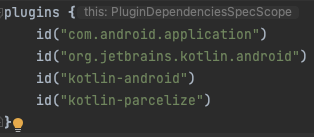 plugins { this: PluginDependenciesSpecScope
id("com.android.application")
id("org.jetbrains.kotlin.android")
id("kotlin-android")
id("kotlin-parcelize")
}